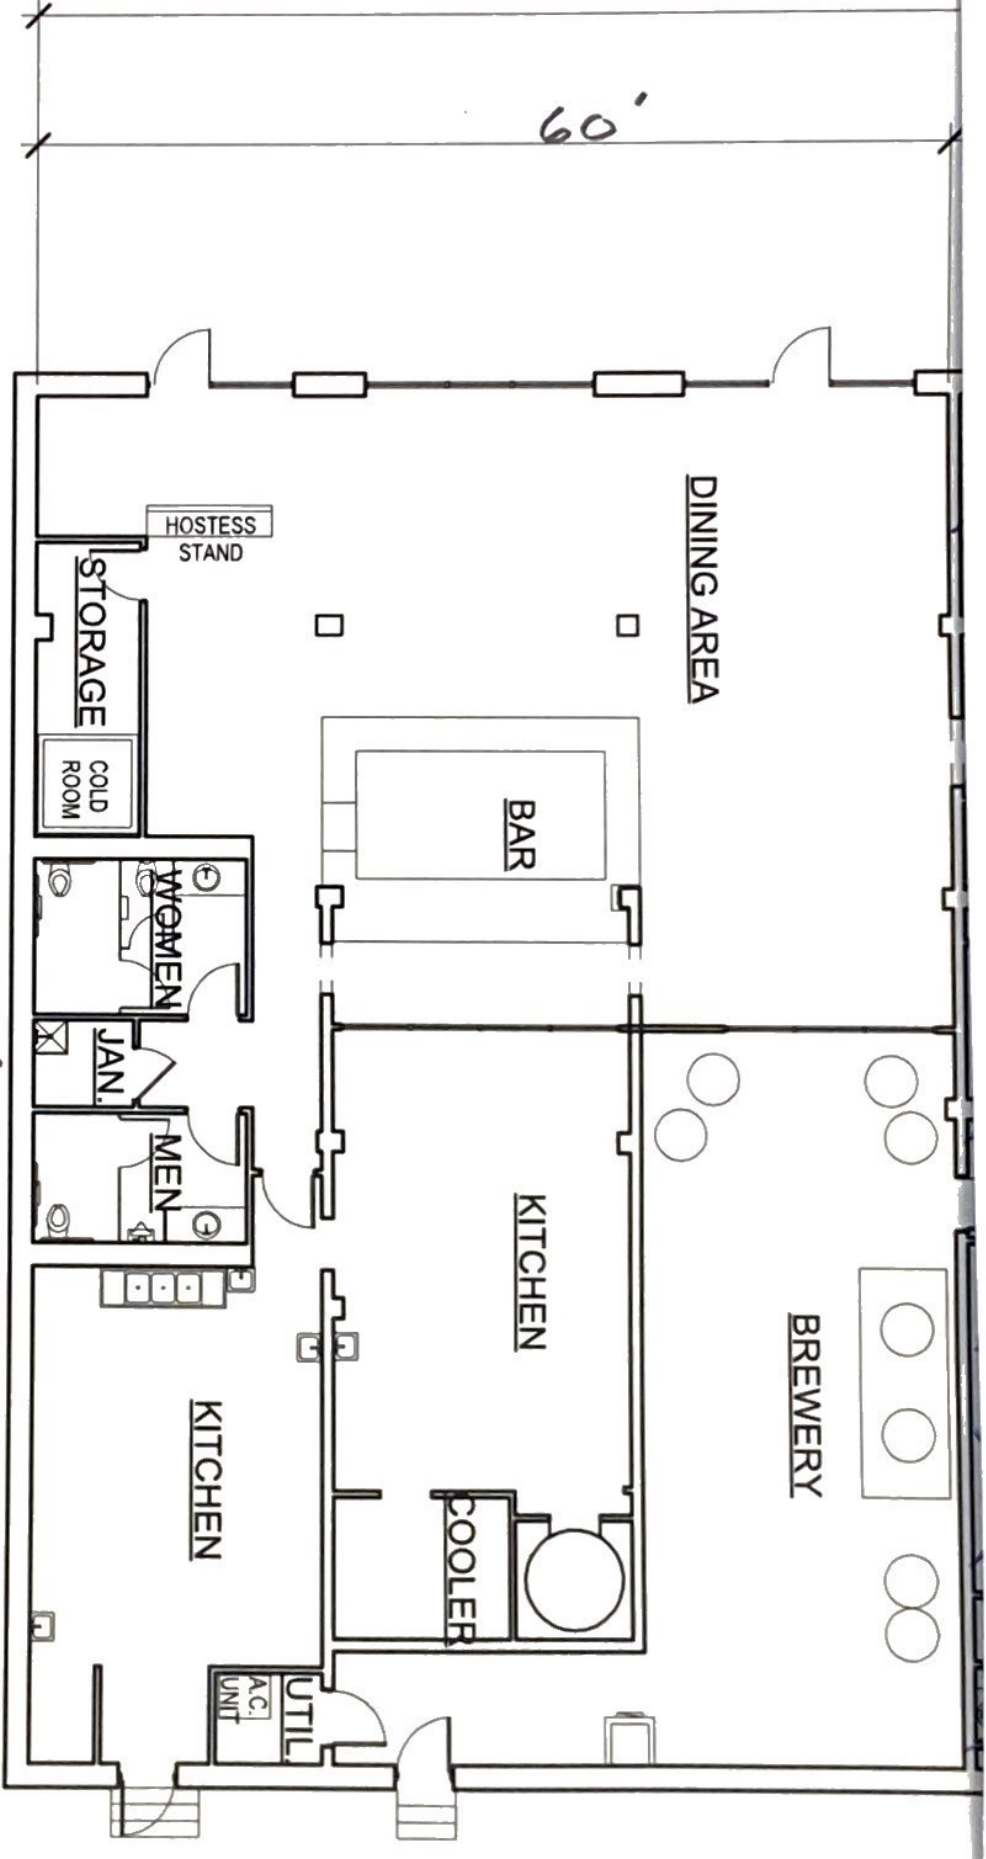 60'
HOSTESS
STAND
DINING AREA
STORAGE
COLD
ROOM
BAR
WOMEN
JAN.
MEN
KITCHEN
BREWERY
KITCHEN
COOLER
A.C.
UNIT
UTIL.